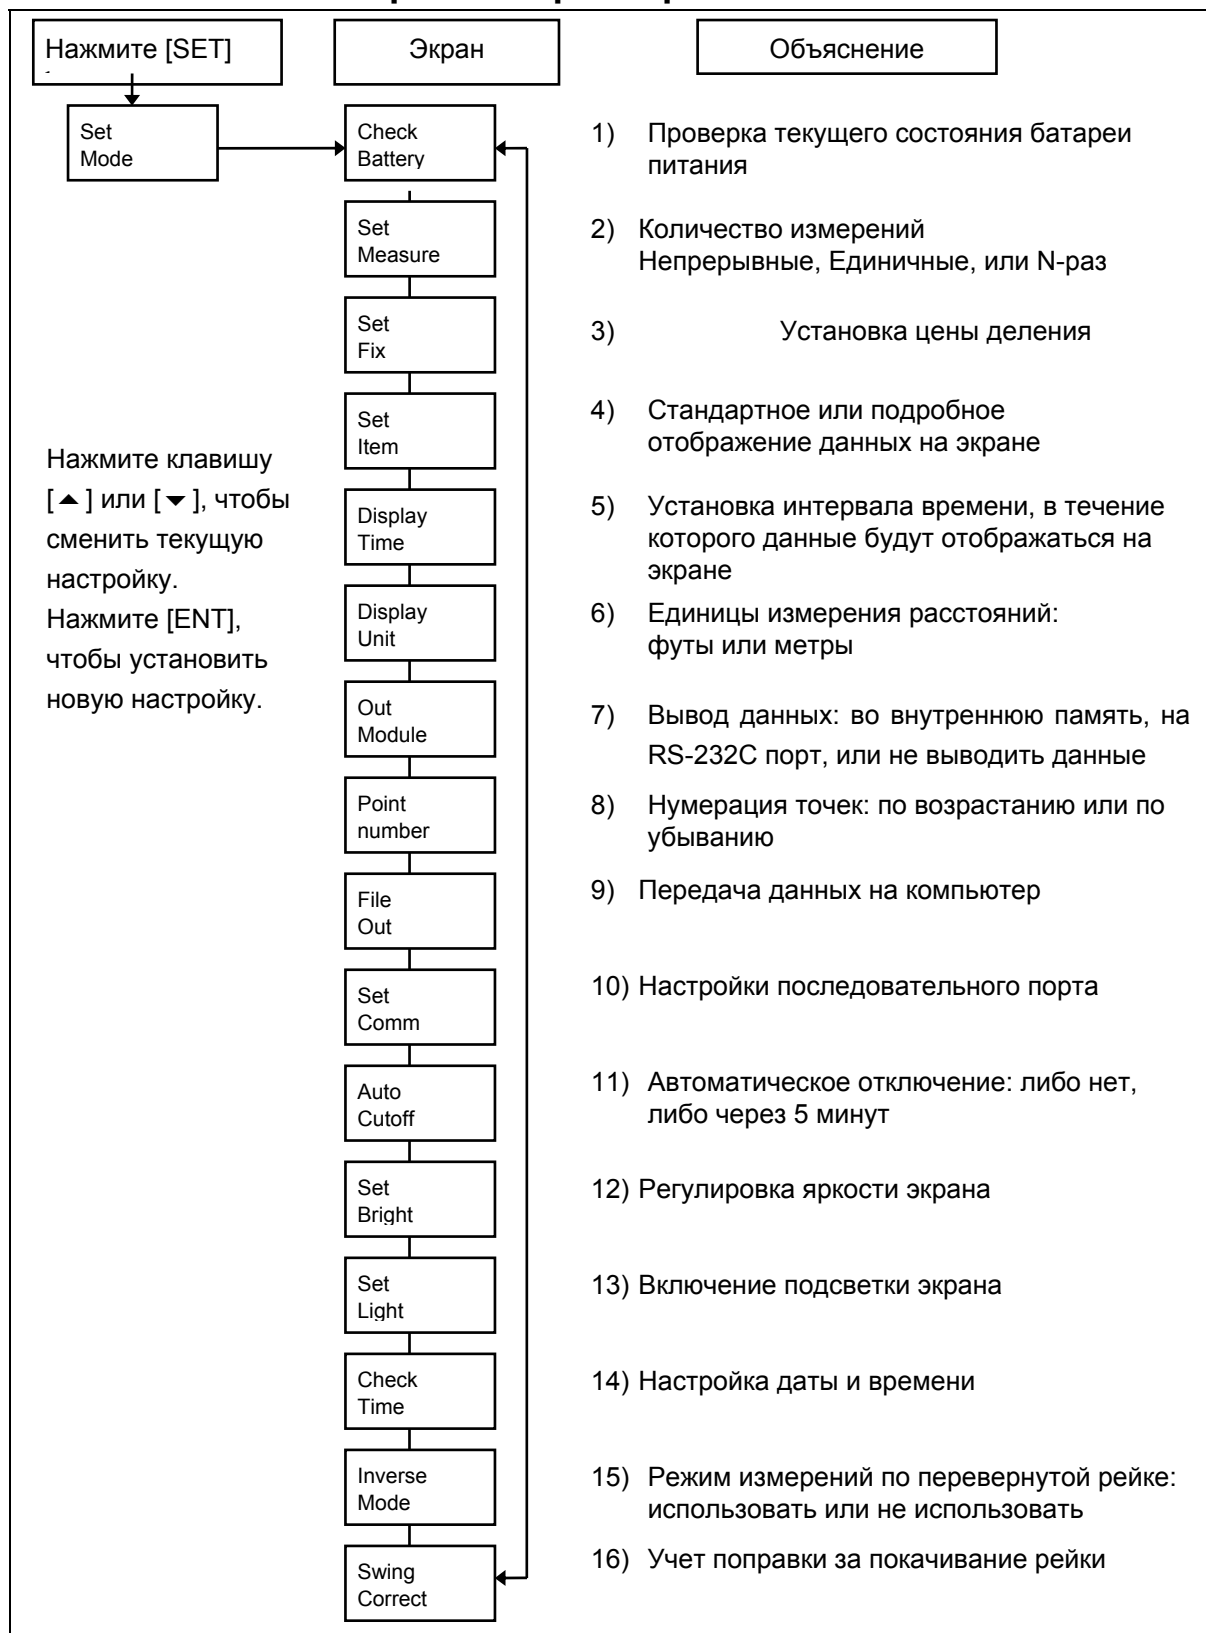 Нажмите [SET]
Экран
Объяснение
Set
Mode
Check
Battery
1) Проверка текущего состояния батареи
питания
Set
Measure
2) Количество измерений
Непрерывные, Единичные, или N-раз
Set
Fix
3) Установка цены деления
Set
Item
4) Стандартное или подробное
отображение данных на экране
Нажмите клавишу
[▲] или [▼], чтобы
сменить текущую
настройку.
Нажмите [ENT],
чтобы установить
новую настройку.
Display
Time
5) Установка интервала времени, в течение
которого данные будут отображаться на
экране
Display
Unit
6) Единицы измерения расстояний:
футы или метры
Out
Module
7) Вывод данных: во внутреннюю память, на
RS-232C порт, или не выводить данные
Point
number
8) Нумерация точек: по возрастанию или по
убыванию
File
Out
9) Передача данных на компьютер
Set
Comm
10) Настройки последовательного порта
Auto
Cutoff
11) Автоматическое отключение: либо нет,
либо через 5 минут
Set
Bright
12) Регулировка яркости экрана
Set
Light
13) Включение подсветки экрана
Check
Time
14) Настройка даты и времени
Inverse
Mode
15) Режим измерений по перевернутой рейке:
использовать или не использовать
Swing
Correct
16) Учет поправки за покачивание рейки